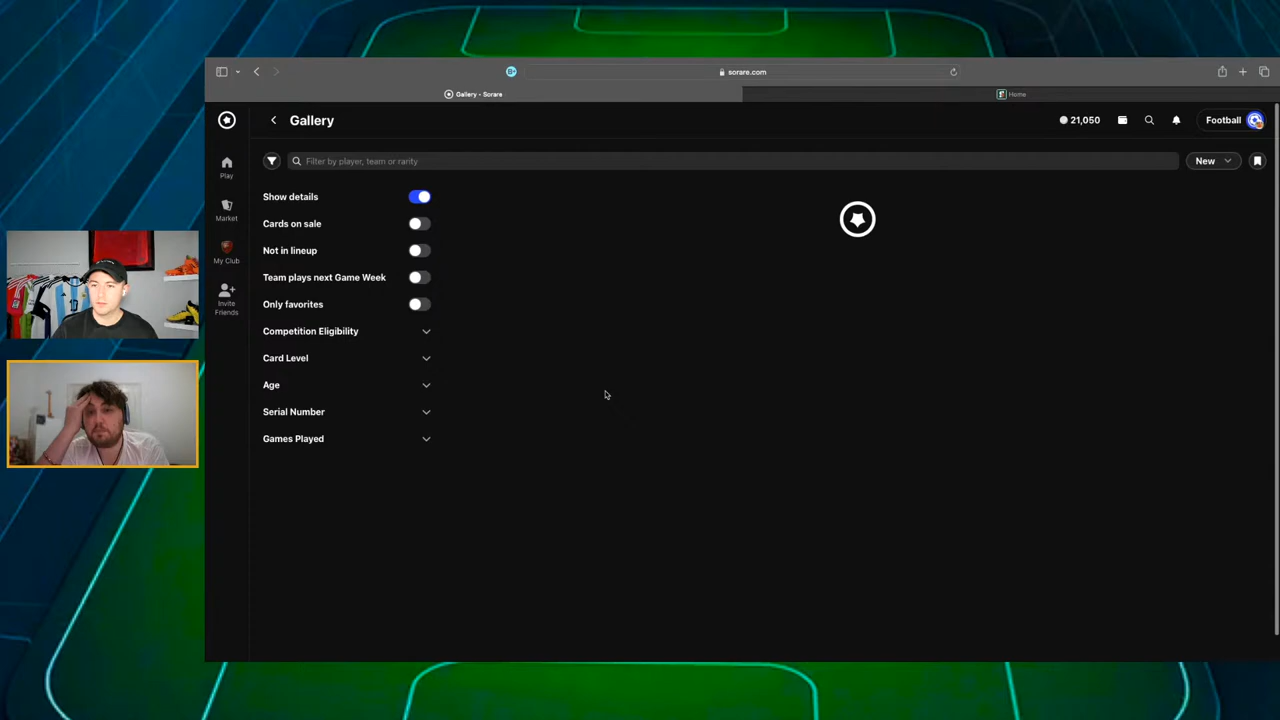 sorare.com
Gallery - Sorare
Home
Gallery
21,050
Football
Filter by player, team or rarity
New
Play
Market
My Club
Invite
Friends
Show details
Cards on sale
Not in lineup
Team plays next Game Week
Only favorites
Competition Eligibility
Card Level
Age
Serial Number
Games Played